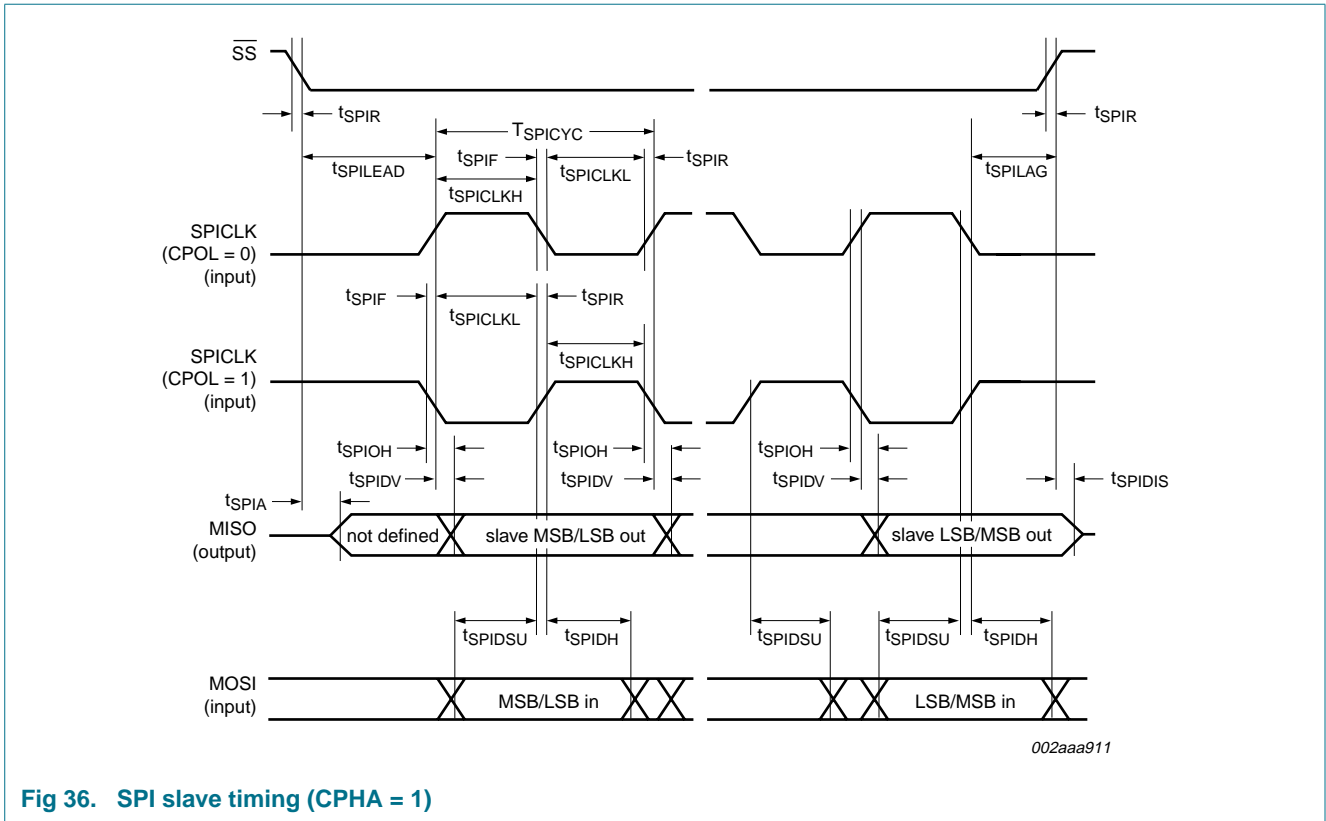 SS
tSPIR
TSPICYC
tSPIR
tSPILEAD
tSPIF
tSPICLKL
tSPIR
tSPILAG
tSPICLKH
SPICLK
(CPOL = 0)
(input)
tSPIF
tSPICLKL
tSPIR
tSPICLKH
SPICLK
(CPOL = 1)
(input)
tSPIOH
tSPIOH
tSPIOH
tSPIDV
tSPIDV
tSPIDV
tSPIDIS
tSPIA
MISO
(output)
not defined
slave MSB/LSB out
slave LSB/MSB out
tSPIDSU
tSPIDH
tSPIDSU
tSPIDSU
tSPIDH
MOSI
(input)
MSB/LSB in
LSB/MSB in
002aaa911
Fig 36. SPI slave timing (CPHA = 1)